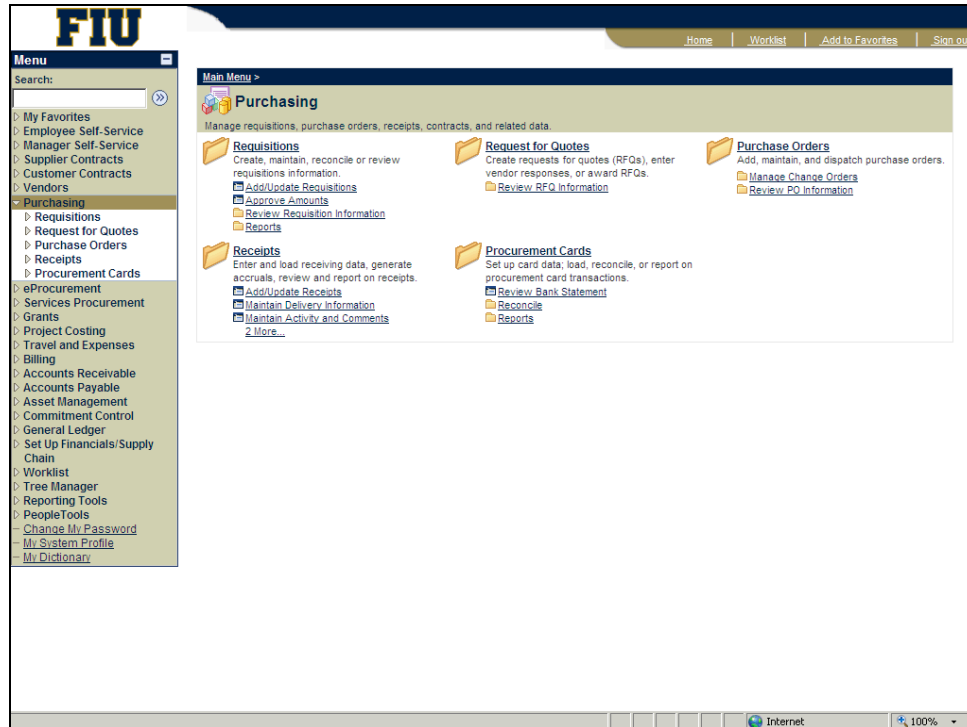 FIU
Home
Worklist
Add to Favorites
Sign ou
Menu
Search:
My Favorites
Employee Self-Service
Manager Self-Service
Supplier Contracts
Customer Contracts
Vendors
Purchasing
Requisitions
Request for Quotes
Purchase Orders
Receipts
Procurement Cards
eProcurement
Services Procurement
Grants
Project Costing
Travel and Expenses
Billing
Accounts Receivable
Accounts Payable
Asset Management
Commitment Control
General Ledger
Set Up Financials/Supply
Chain
Worklist
Tree Manager
Reporting Tools
PeopleTools
Change My Password
My System Profile
My Dictionary
Main Menu >
Purchasing
Manage requisitions, purchase orders, receipts, contracts, and related data.
Requisitions
Create, maintain, reconcile or review
requisitions information.
Add/Update Requisitions
Approve Amounts
Review Requisition Information
Reports
Request for Quotes
Create requests for quotes (RFQs), enter
vendor responses, or award RFQs.
Review RFQ Information
Purchase Orders
Add, maintain, and dispatch purchase orders.
Manage Change Orders
Review PO Information
Receipts
Enter and load receiving data, generate
accruals, review and report on receipts.
Add/Update Receipts
Maintain Delivery Information
Maintain Activity and Comments
2 More...
Procurement Cards
Set up card data; load, reconcile, or report on
procurement card transactions.
Review Bank Statement
Reconcile
Reports
Internet
100%